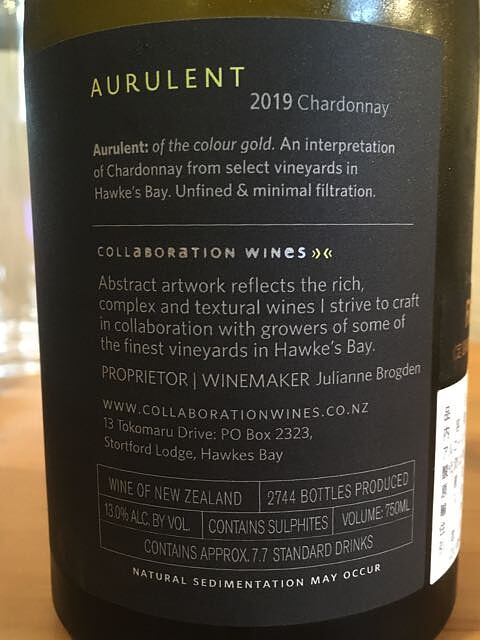 AURULENT
2019 Chardonnay
Aurulent: of the colour gold. An interpretation
of Chardonnay from select vineyards in
Hawke's Bay. Unfined & minimal filtration.
COLLaBORaTION WINes
Abstract artwork reflects the rich,
complex and textural wines I strive to craft
in collaboration with growers of some of
the finest vineyards in Hawke's Bay.
PROPRIETOR | WINEMAKER Julianne Brogden
WWW.COLLABORATIONWINES.CO.NZ
13 Tokomaru Drive: PO Box 2323,
Stortford Lodge, Hawkes Bay
WINE OF NEW ZEALAND 2744 BOTTLES PRODUCED
13.0% ALC. BY VOL. CONTAINS SULPHITES VOLUME: 750ML
CONTAINS APPROX. 7.7 STANDARD DRINKS
NATURAL SEDIMENTATION MAY OCCUR